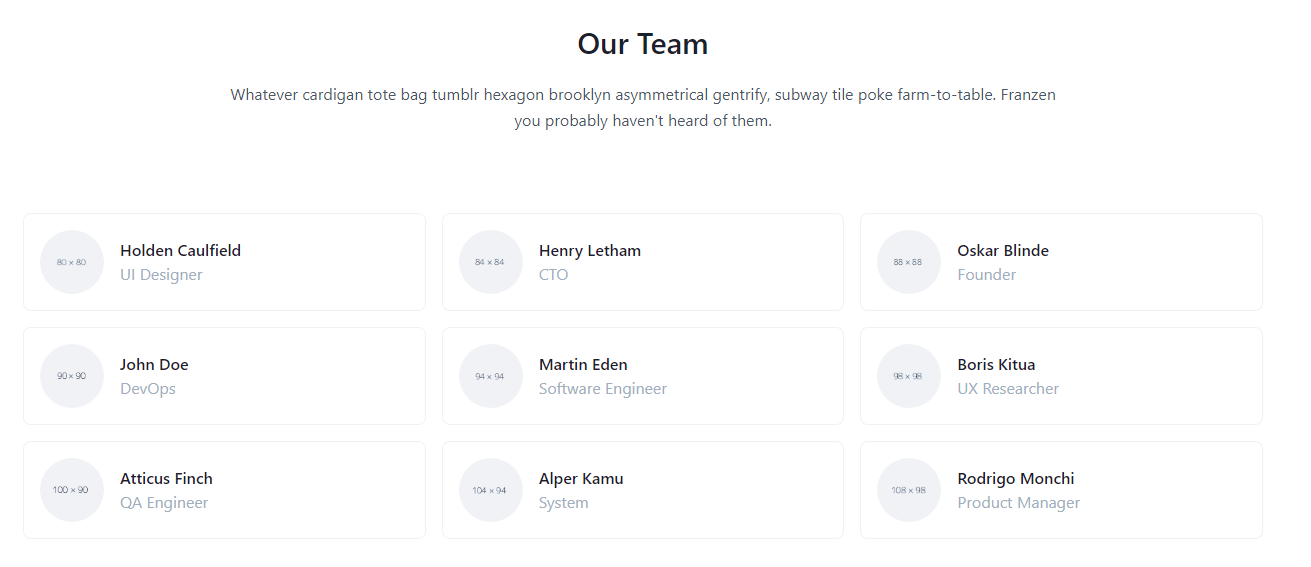 Our Team
Whatever cardigan tote bag tumblr hexagon brooklyn asymmetrical gentrify, subway tile poke farm-to-table. Franzen
you probably haven't heard of them.
80 × 80
Holden Caulfield
UI Designer
84 × 84
Henry Letham
CTO
88 × 88
Oskar Blinde
Founder
90 × 90
John Doe
DevOps
94 × 94
Martin Eden
Software Engineer
98 × 98
Boris Kitua
UX Researcher
100 × 90
Atticus Finch
QA Engineer
104 × 94
Alper Kamu
System
108 × 98
Rodrigo Monchi
Product Manager